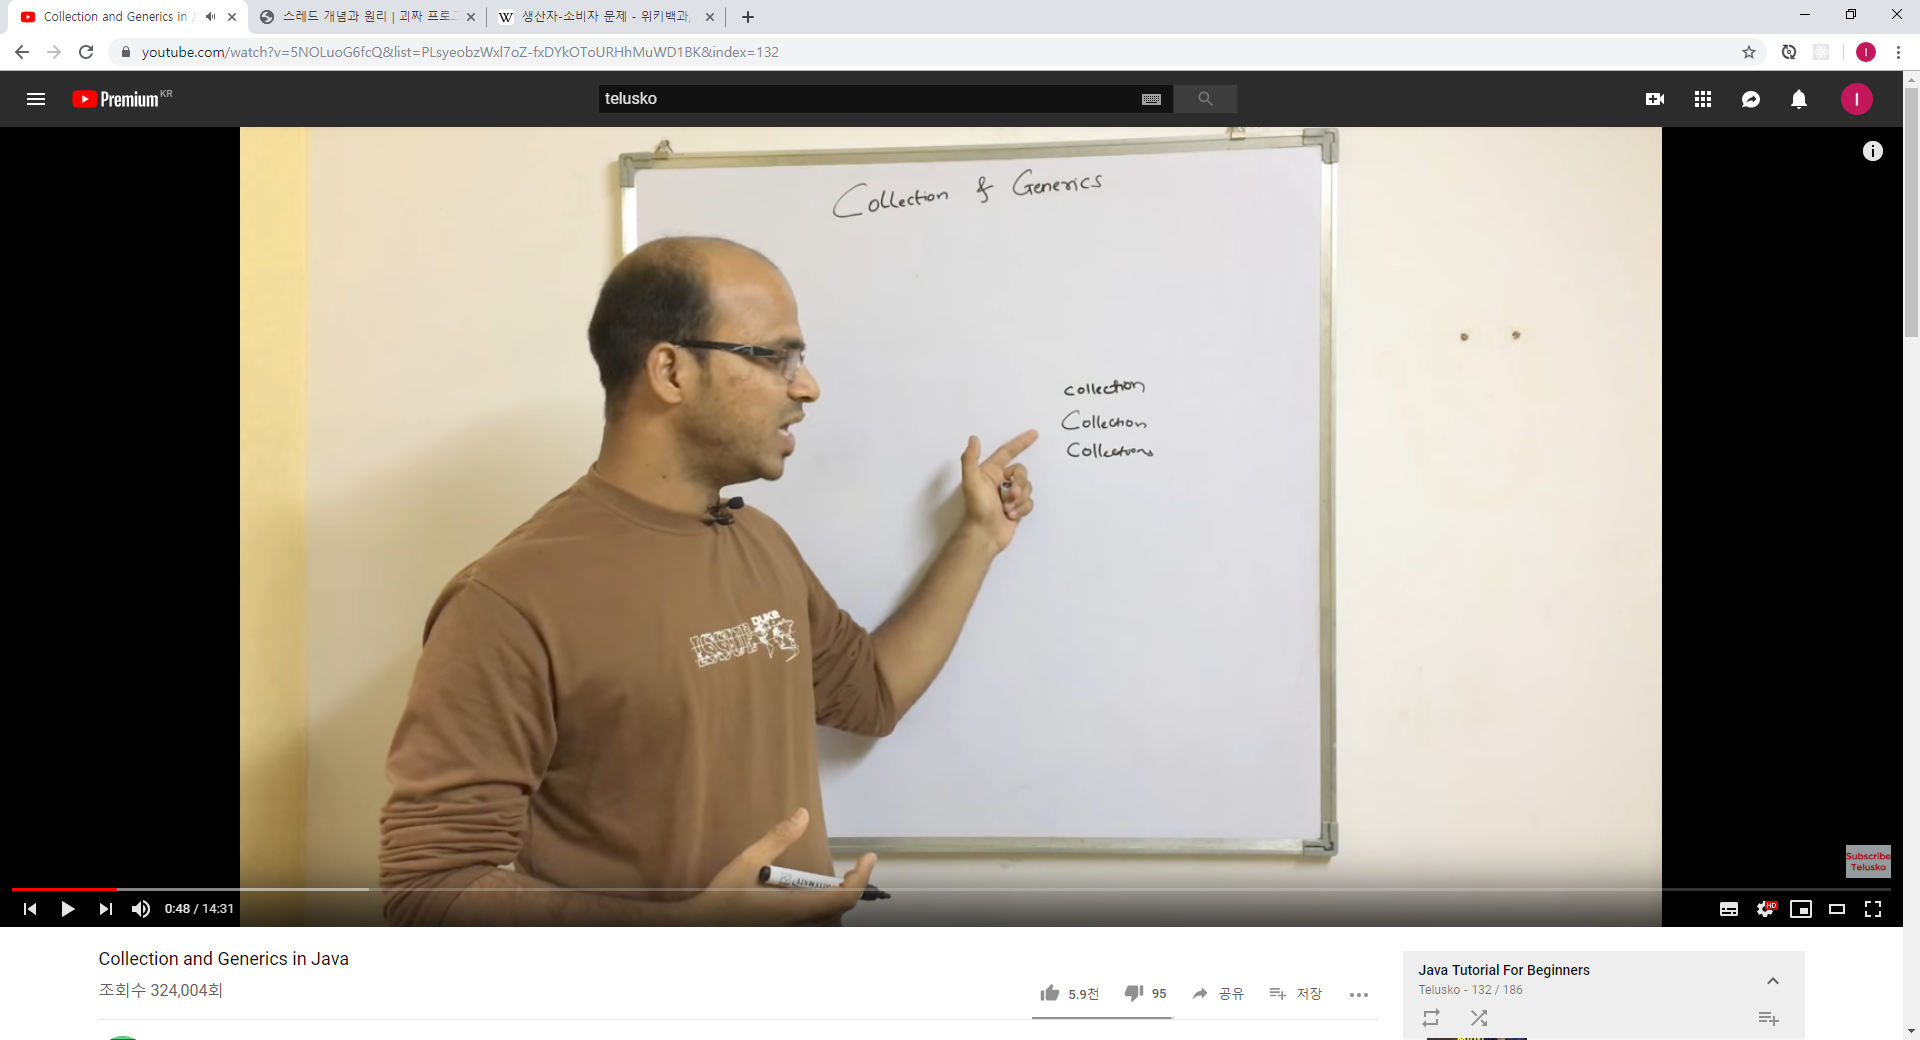 Collection and Generics in J
스레드 개념과 원리 | 괴짜 프로그
생산자-소비자 문제 - 위키백과,
youtube.com/watch?v=5NOLuoG6fcQ&list=PLsyeobzWxl7oZ-fxDYkOToURHhMuWD1BK&index=132
Premium KR
telusko
I
Collection & Generics
collection
Collection
Collections
DUKE
Subscribe
Telusko
0:48 / 14:31
HD
Collection and Generics in Java
조회수 324,004회
5.9천
95
공유
저장
Java Tutorial For Beginners
Telusko - 132 / 186